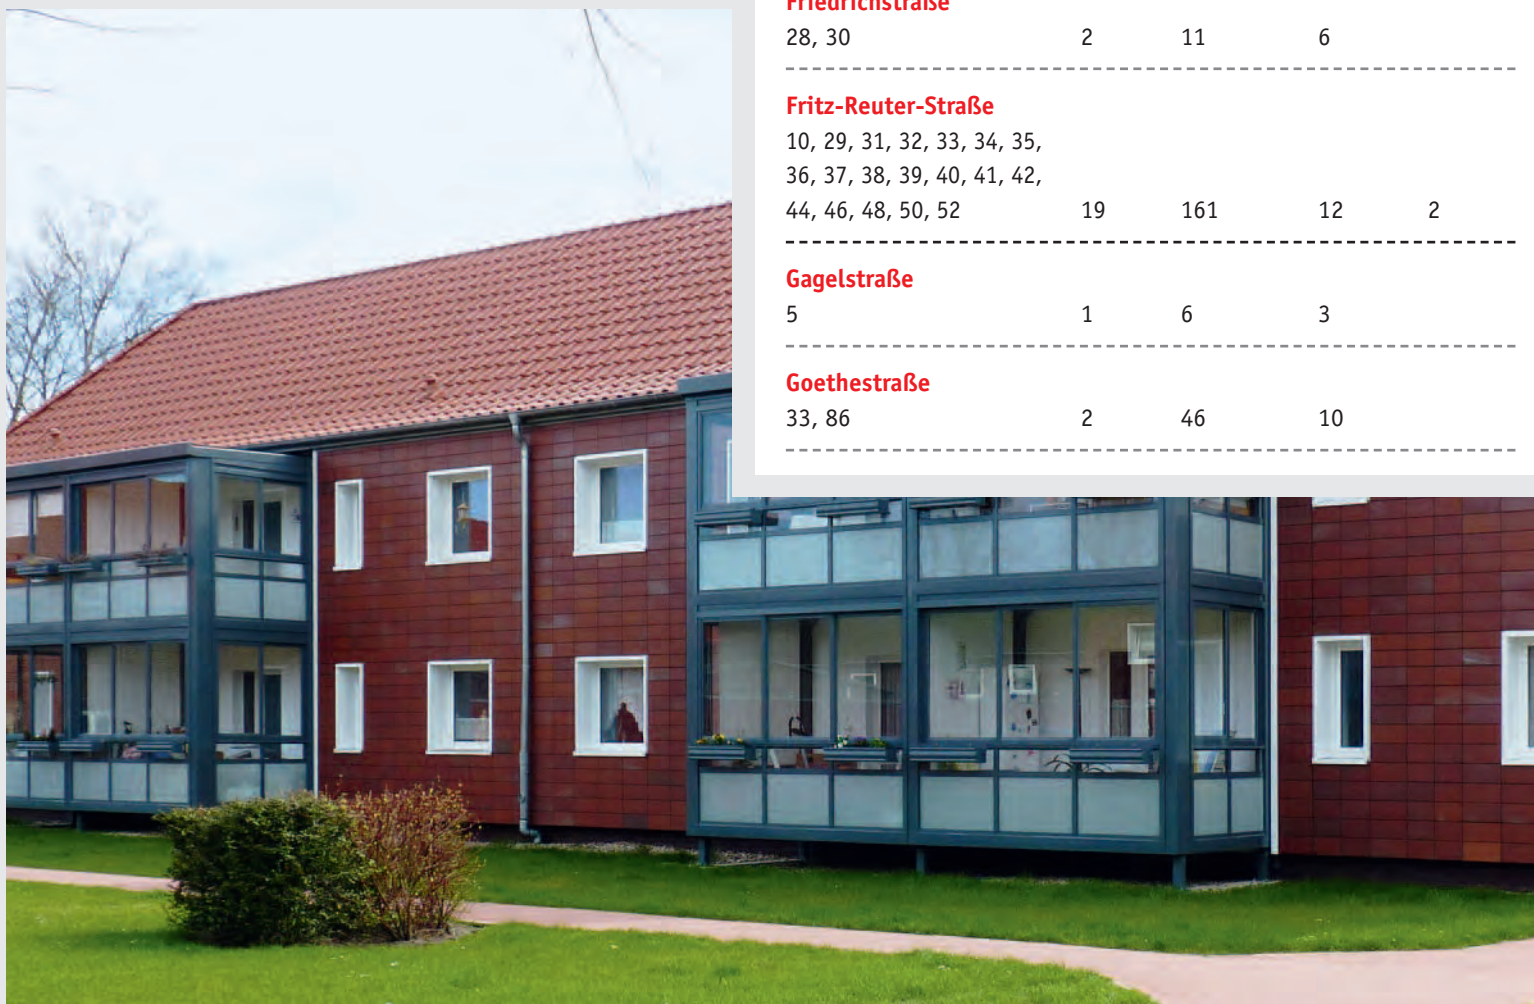 Friedrichstraße
28, 30 2 11 6
Fritz-Reuter-Straße
10, 29, 31, 32, 33, 34, 35,
36, 37, 38, 39, 40, 41, 42,
44, 46, 48, 50, 52 19 161 12 2
Gagelstraße
5 1 6 3
Goethestraße
33, 86 2 46 10